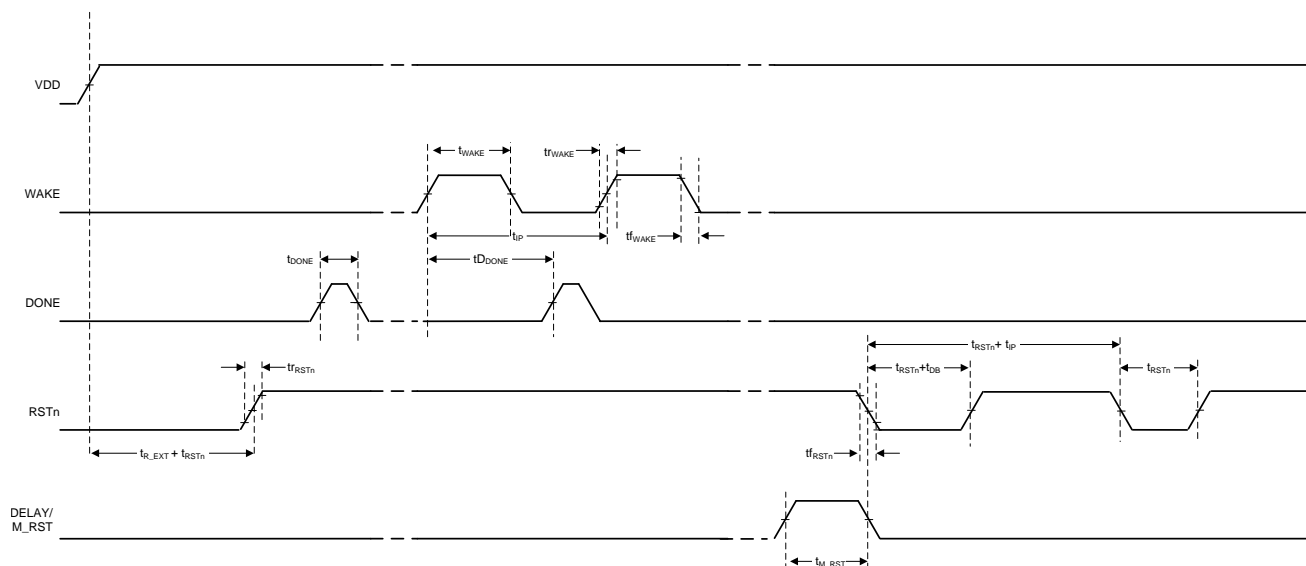 VDD
WAKE
tWAKE
trWAKE
tIP
tfWAKE
DONE
tDONE
tDDONE
RSTn
trRSTn
tR_EXT + tRSTn
tRSTn+ tIP
tRSTn+tDB
tRSTn
tfRSTn
DELAY/
M_RST
tM_RST